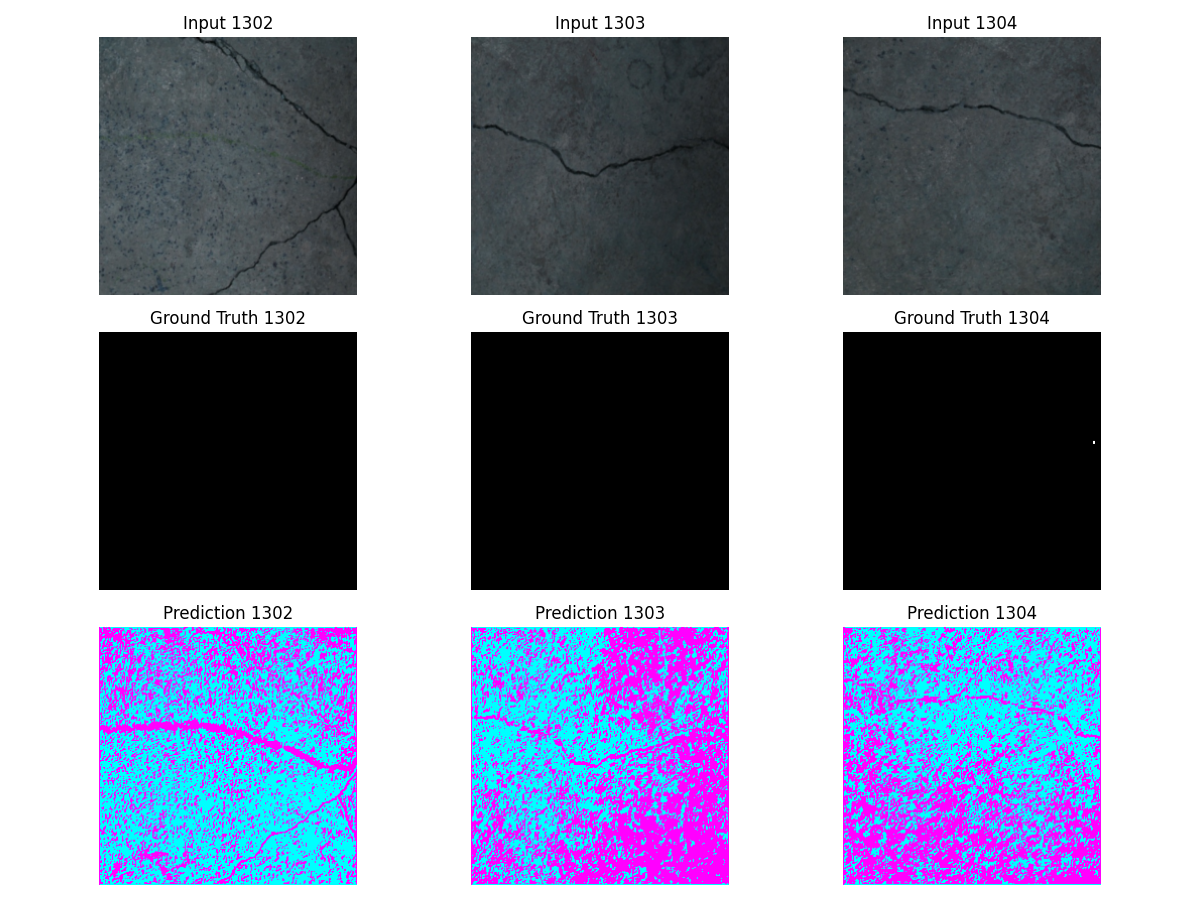 Input 1302
Input 1303
Input 1304
Ground Truth 1302
Ground Truth 1303
Ground Truth 1304
Prediction 1302
Prediction 1303
Prediction 1304